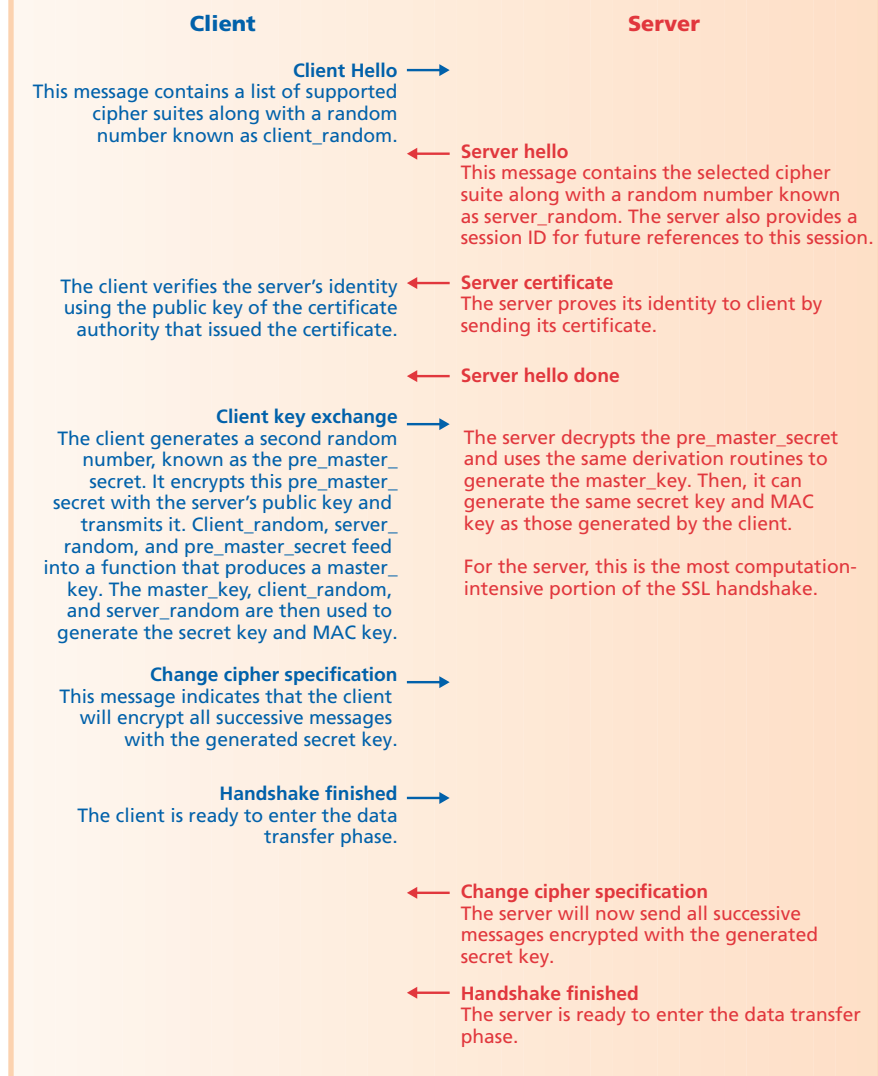 Client
Server
Client Hello
This message contains a list of supported
cipher suites along with a random
number known as client_random.
Server hello
This message contains the selected cipher
suite along with a random number known
as server_random. The server also provides a
session ID for future references to this session.
The client verifies the server's identity
using the public key of the certificate
authority that issued the certificate.
Server certificate
The server proves its identity to client by
sending its certificate.
Server hello done
Client key exchange
The client generates a second random
number, known as the pre_master_
secret. It encrypts this pre_master_
secret with the server's public key and
transmits it. Client_random, server_
random, and pre_master_secret feed
into a function that produces a master_
key. The master_key, client_random,
and server_random are then used to
generate the secret key and MAC key.
The server decrypts the pre_master_secret
and uses the same derivation routines to
generate the master_key. Then, it can
generate the same secret key and MAC
key as those generated by the client.
For the server, this is the most computation-
intensive portion of the SSL handshake.
Change cipher specification
This message indicates that the client
will encrypt all successive messages
with the generated secret key.
Handshake finished
The client is ready to enter the data
transfer phase.
Change cipher specification
The server will now send all successive
messages encrypted with the generated
secret key.
Handshake finished
The server is ready to enter the data transfer
phase.